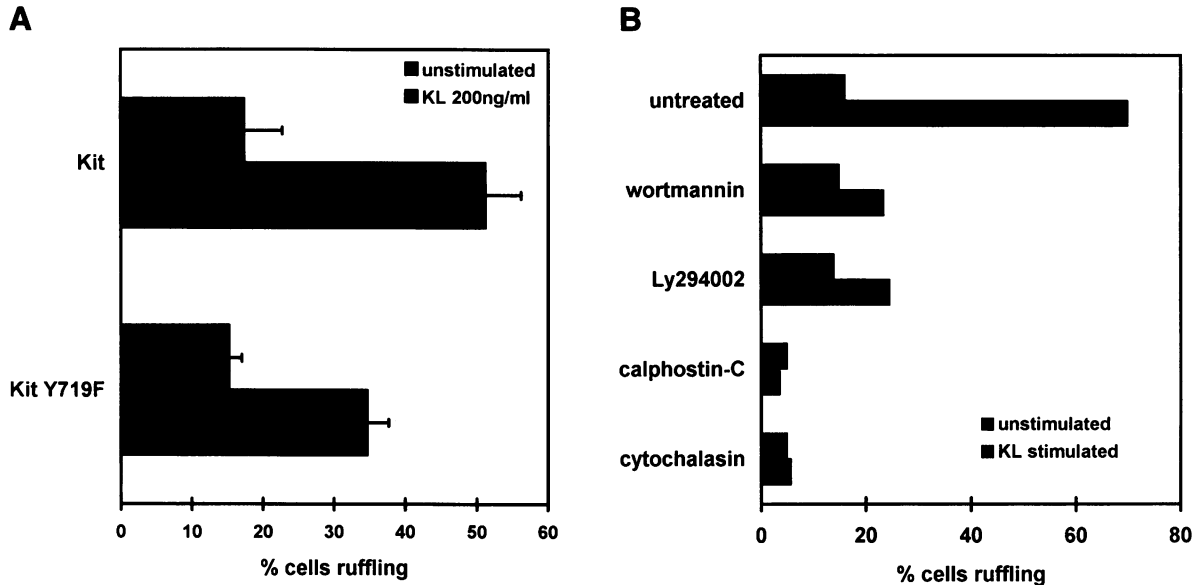 A
unstimulated
KL 200ng/ml
Kit
Kit Y719F
0 10 20 30 40 50 60
% cells ruffling
B
untreated
wortmannin
Ly294002
calphostin-C
cytochalasin
unstimulated
KL stimulated
0 20 40 60 80
% cells ruffling